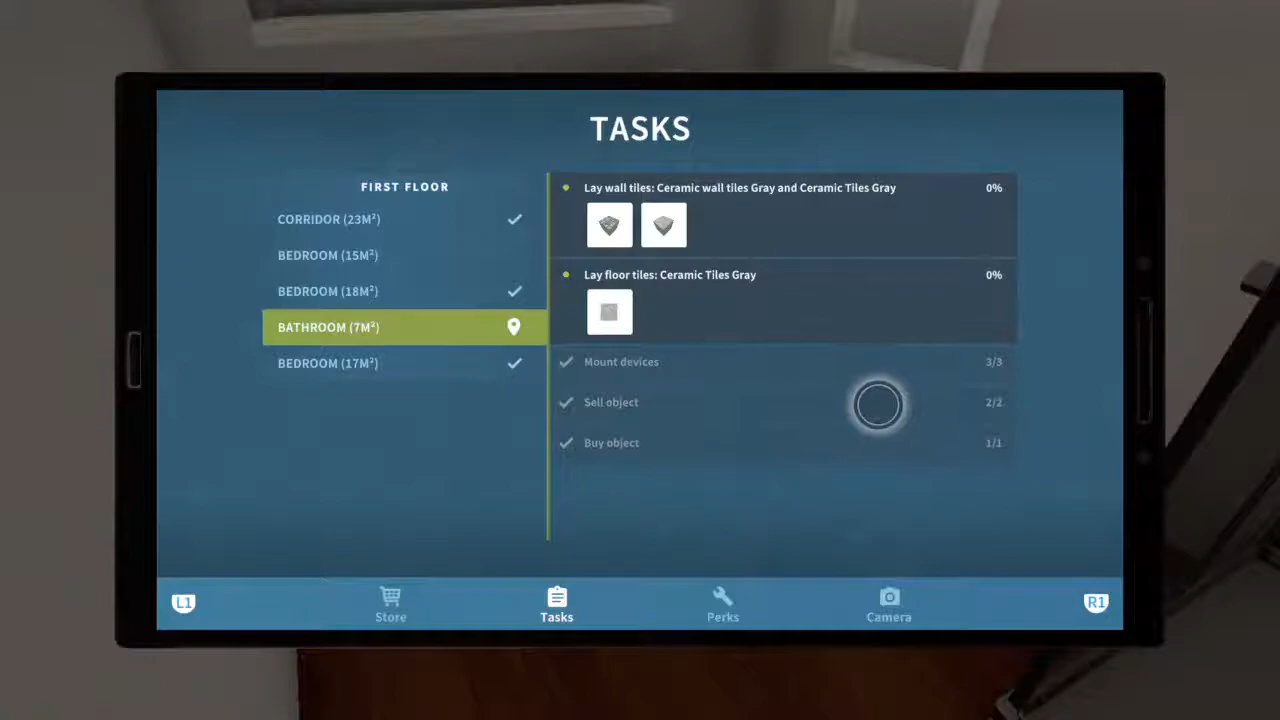 TASKS
FIRST FLOOR
CORRIDOR (23M²)
BEDROOM (15M²)
BEDROOM (18M²)
BATHROOM (7M²)
BEDROOM (17M²)
Lay wall tiles: Ceramic wall tiles Gray and Ceramic Tiles Gray 0%
Lay floor tiles: Ceramic Tiles Gray 0%
Mount devices 3/3
Sell object 2/2
Buy object 1/1
L1
Store
Tasks
Perks
Camera
R1